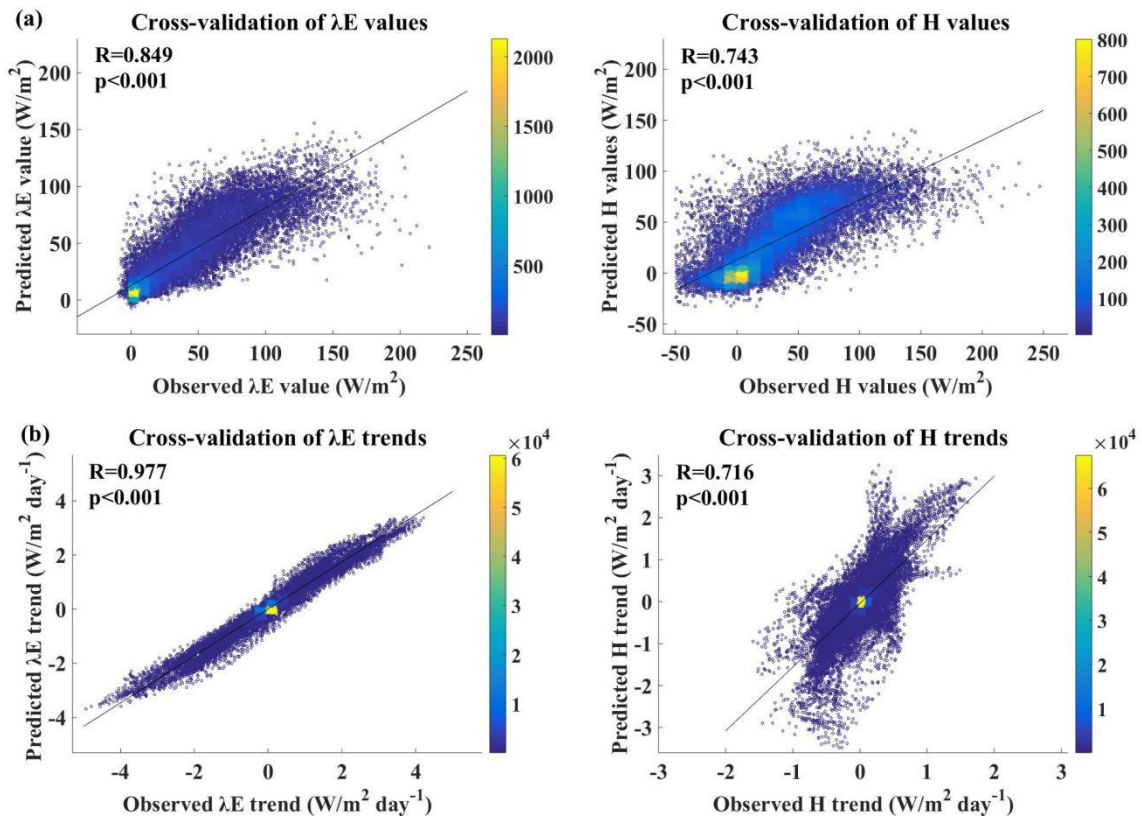 (a)
Cross-validation of λE values
R=0.849
p<0.001
Predicted λE value (W/m²)
200
150
100
50
0
0 50 100 150 200 250
Observed λE value (W/m²)
2000
1500
1000
500
Cross-validation of H values
R=0.743
p<0.001
Predicted H values (W/m²)
200
150
100
50
0
-50
-50 0 50 100 150 200 250
Observed H values (W/m²)
800
700
600
500
400
300
200
100
(b)
Cross-validation of λE trends
R=0.977
p<0.001
Predicted λE trend (W/m² day⁻¹)
4
2
0
-2
-4
-4 -2 0 2 4
Observed λE trend (W/m² day⁻¹)
×10⁴
6
5
4
3
2
1
Cross-validation of H trends
R=0.716
p<0.001
Predicted H trend (W/m² day⁻¹)
3
2
1
0
-1
-2
-3
-3 -2 -1 0 1 2 3
Observed H trend (W/m² day⁻¹)
×10⁴
6
5
4
3
2
1